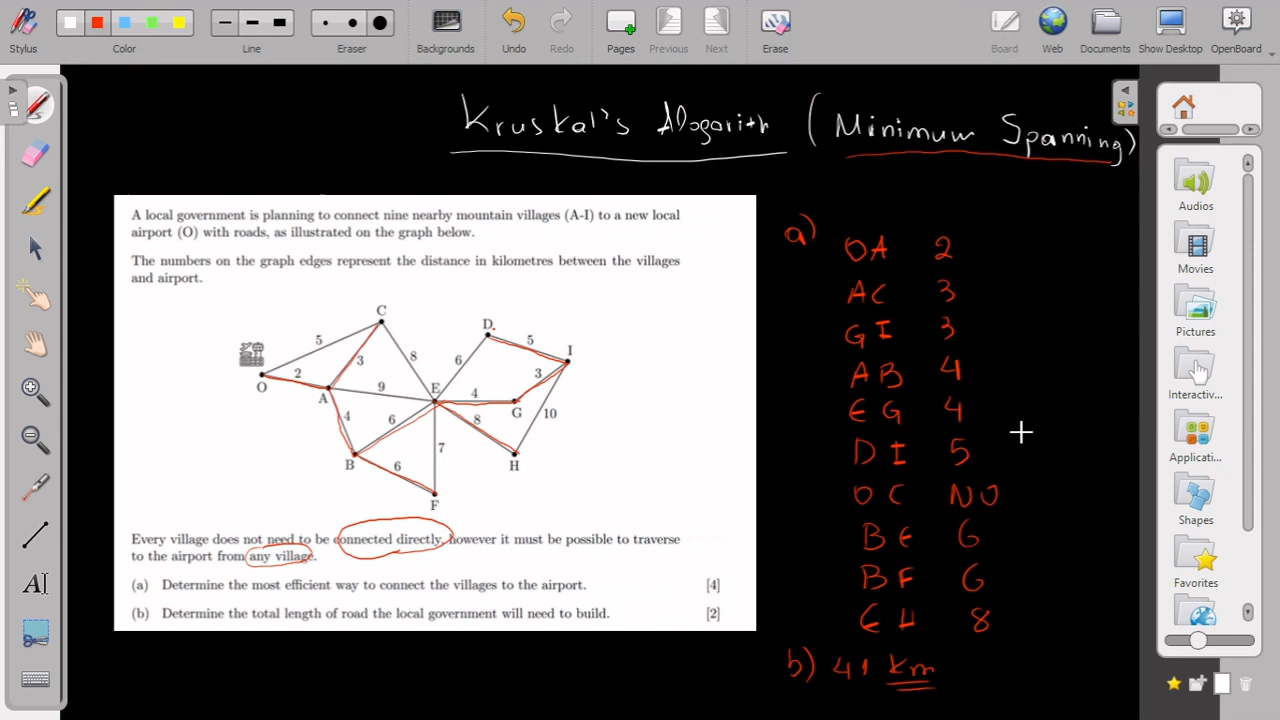 Stylus
Color
Line
Eraser
Backgrounds
Undo
Redo
Pages
Previous
Next
Erase
Board
Web
Documents
Show Desktop
OpenBoard
Kruskal's Alogarith (Minimum Spanning)
A local government is planning to connect nine nearby mountain villages (A-I) to a new local
airport (O) with roads, as illustrated on the graph below.
The numbers on the graph edges represent the distance in kilometres between the villages
and airport.
C
D
5
5
I
3
8
6
3
O
2
A
9
E
4
G
10
4
6
8
B
6
7
H
F
Every village does not need to be connected directly, however it must be possible to traverse
to the airport from any village.
(a) Determine the most efficient way to connect the villages to the airport. [4]
(b) Determine the total length of road the local government will need to build. [2]
a)
OA 2
AC 3
GI 3
AB 4
EG 4
DI 5
OC NO
BE 6
BF 6
EH 8
b) 41 km
Audios
Movies
Pictures
Interactiv...
Applicati...
Shapes
Favorites
AI